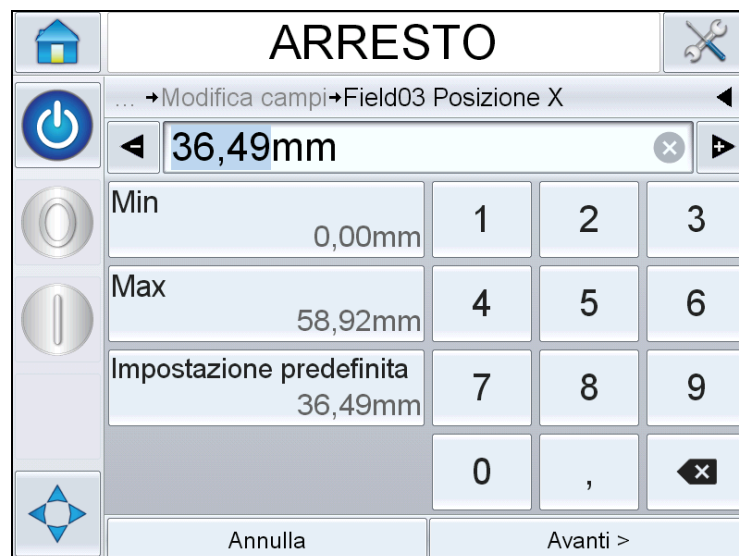 ARRESTO
... →Modifica campi→Field03 Posizione X
36,49mm
Min
0,00mm
1 2 3
Max
58,92mm
4 5 6
Impostazione predefinita
36,49mm
7 8 9
0 ,
Annulla
Avanti >